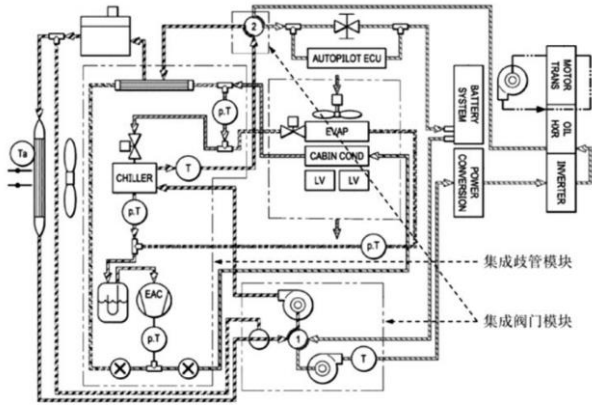 2
AUTOPILOT ECU
MOTOR
TRANS
BATTERY
SYSTEM
p.T
EVAP
OIL
HXR
Ta
CABIN COND
CHILLER
T
LV
LV
POWER
CONVERSION
INVERTER
p.T
p.T
集成歧管模块
EAC
p.T
集成阀门模块
1
T